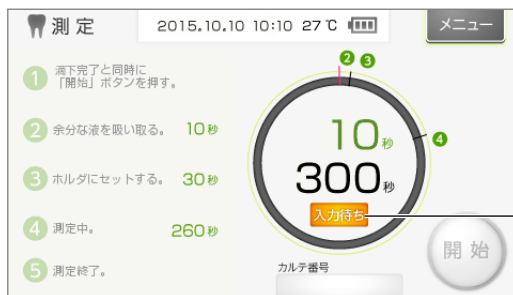 測定
2015.10.10 10:10 27℃
メニュー
1 滴下完了と同時に
「開始」ボタンを押す。
2 余分な液を吸い取る。 10秒
3 ホルダにセットする。 30秒
4 測定中。 260秒
5 測定終了。
2 3
4
10秒
300秒
入力待ち
カルテ番号
開始